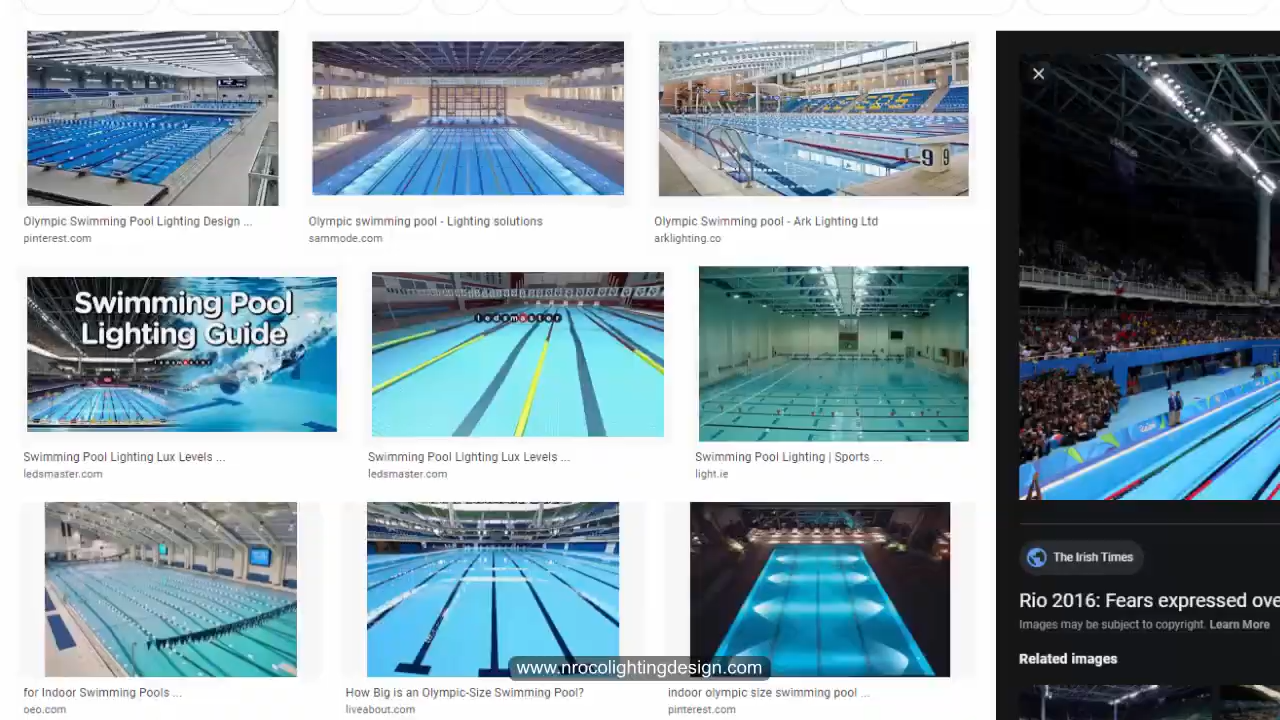 Olympic Swimming Pool Lighting Design ...
pinterest.com
Olympic swimming pool - Lighting solutions
sammode.com
Olympic Swimming pool - Ark Lighting Ltd
arklighting.co
9 9
Swimming Pool
Lighting Guide
ledsmaster
Swimming Pool Lighting Lux Levels ...
ledsmaster.com
ledsmaster
Swimming Pool Lighting Lux Levels ...
ledsmaster.com
Swimming Pool Lighting | Sports ...
light.ie
for Indoor Swimming Pools ...
oeo.com
How Big is an Olympic-Size Swimming Pool?
liveabout.com
indoor olympic size swimming pool ...
pinterest.com
www.nrocolightingdesign.com
The Irish Times
Rio 2016: Fears expressed ove
Images may be subject to copyright. Learn More
Related images